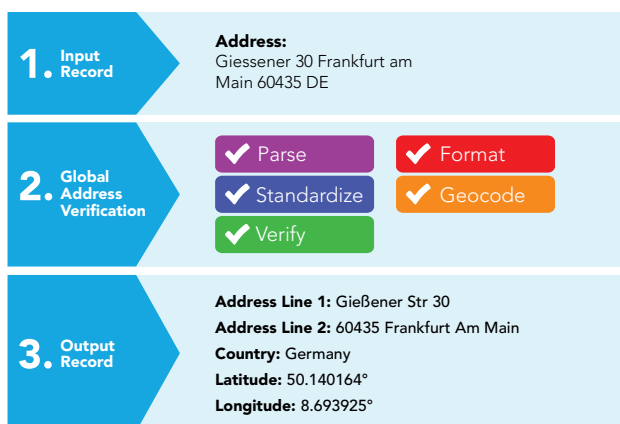 1. Input Record
Address:
Giessener 30 Frankfurt am
Main 60435 DE
2. Global Address Verification
Parse
Format
Standardize
Geocode
Verify
3. Output Record
Address Line 1: Gießener Str 30
Address Line 2: 60435 Frankfurt Am Main
Country: Germany
Latitude: 50.140164°
Longitude: 8.693925°